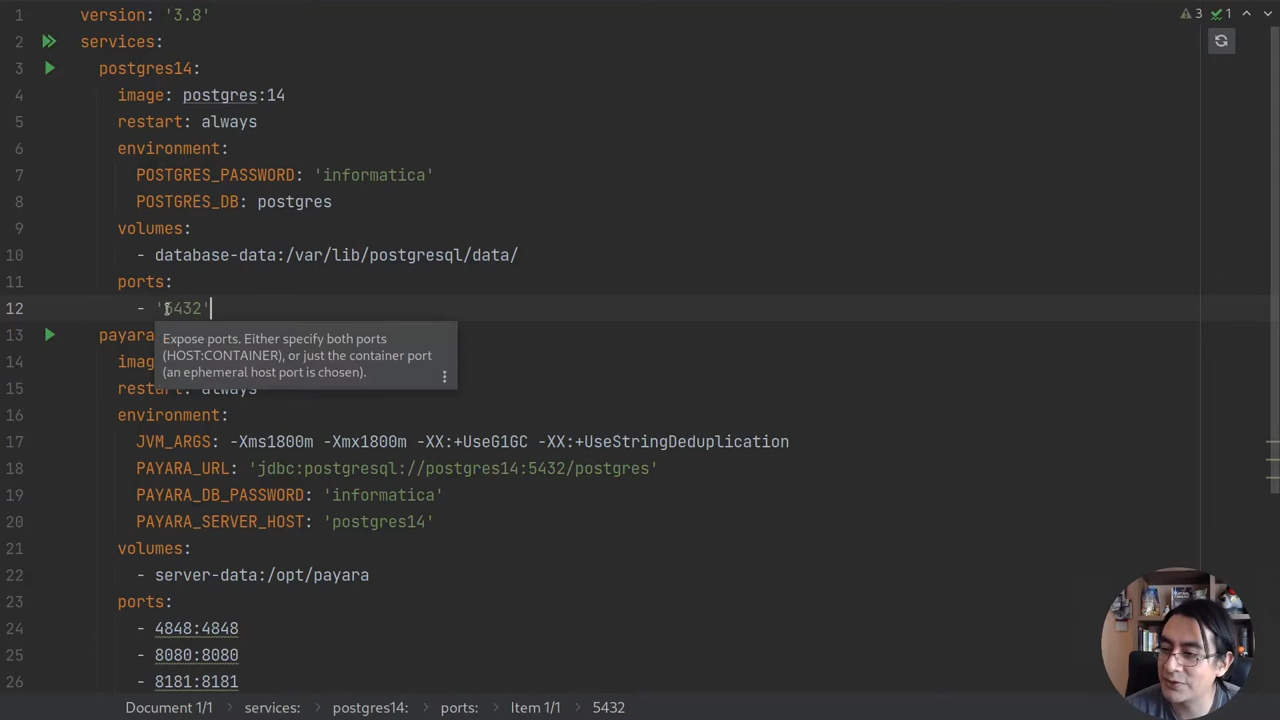 1 version: '3.8'
3 1
2 services:
3 postgres14:
4 image: postgres:14
5 restart: always
6 environment:
7 POSTGRES_PASSWORD: 'informatica'
8 POSTGRES_DB: postgres
9 volumes:
10 - database-data:/var/lib/postgresql/data/
11 ports:
12 - '5432'
13 payara
Expose ports. Either specify both ports
(HOST:CONTAINER), or just the container port
(an ephemeral host port is chosen).
14 imag
15 restart: always
16 environment:
17 JVM_ARGS: -Xms1800m -Xmx1800m -XX:+UseG1GC -XX:+UseStringDeduplication
18 PAYARA_URL: 'jdbc:postgresql://postgres14:5432/postgres'
19 PAYARA_DB_PASSWORD: 'informatica'
20 PAYARA_SERVER_HOST: 'postgres14'
21 volumes:
22 - server-data:/opt/payara
23 ports:
24 - 4848:4848
25 - 8080:8080
26 - 8181:8181
Document 1/1 › services: › postgres14: › ports: › Item 1/1 › 5432